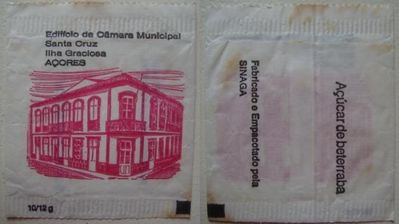 Edifício da Câmara Municipal
Santa Cruz
Ilha Graciosa
AÇORES
10/12 g
Açúcar de beterraba
Fabricado e Empacotado pela
SINAGA